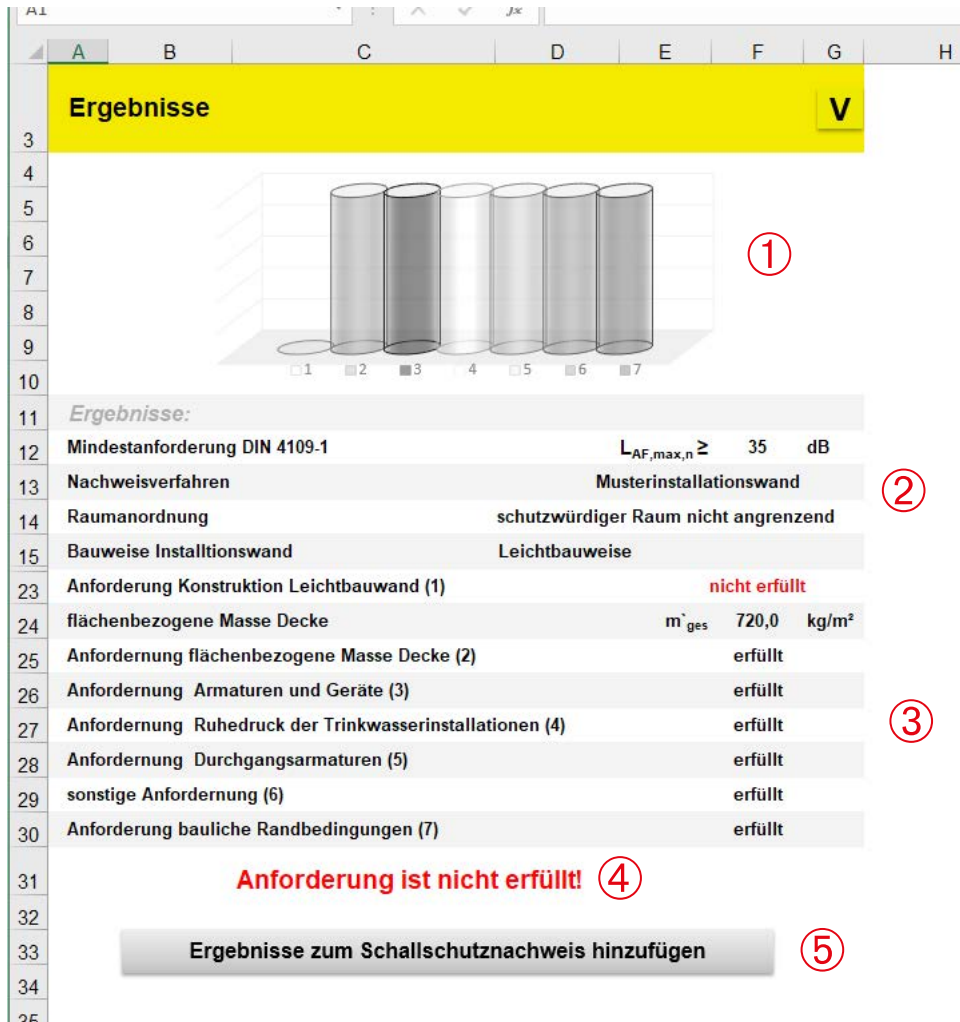 A1
A B C D E F G H
3 Ergebnisse V
4
5
6 ①
7
8
9
10 1 2 3 4 5 6 7
11 Ergebnisse:
12 Mindestanforderung DIN 4109-1 L_AF,max,n ≥ 35 dB
13 Nachweisverfahren Musterinstallationswand ②
14 Raumanordnung schutzwürdiger Raum nicht angrenzend
15 Bauweise Installtionswand Leichtbauweise
23 Anforderung Konstruktion Leichtbauwand (1) nicht erfüllt
24 flächenbezogene Masse Decke m`ges 720,0 kg/m²
25 Anfordernung flächenbezogene Masse Decke (2) erfüllt
26 Anfordernung Armaturen und Geräte (3) erfüllt
27 Anfordernung Ruhedruck der Trinkwasserinstallationen (4) erfüllt ③
28 Anfordernung Durchgangsarmaturen (5) erfüllt
29 sonstige Anfordernung (6) erfüllt
30 Anforderung bauliche Randbedingungen (7) erfüllt
31 Anforderung ist nicht erfüllt! ④
32
33 Ergebnisse zum Schallschutznachweis hinzufügen ⑤
34
35